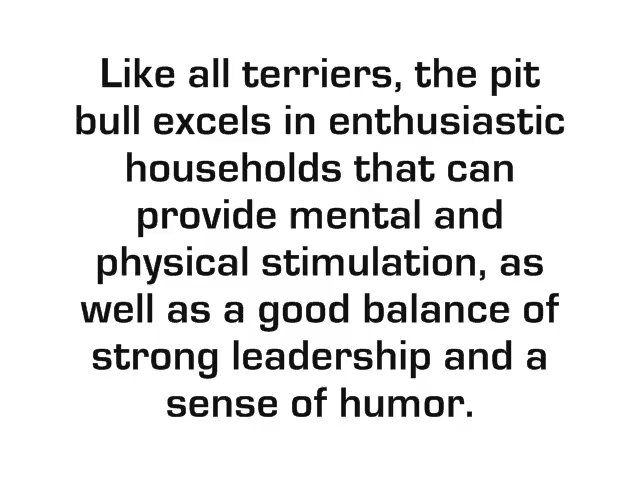 Like all terriers, the pit
bull excels in enthusiastic
households that can
provide mental and
physical stimulation, as
well as a good balance of
strong leadership and a
sense of humor.